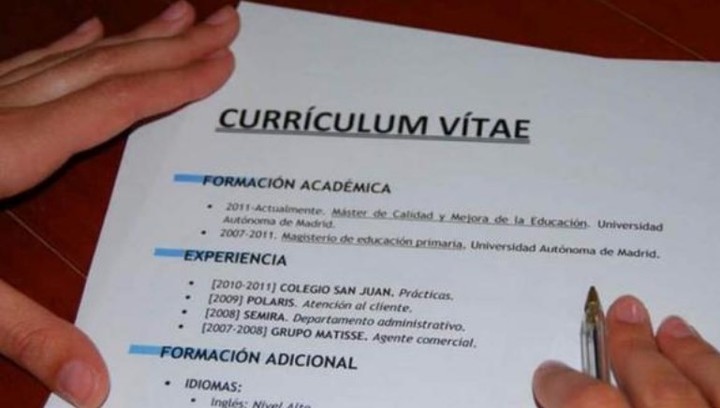 CURRÍCULUM VÍTAE
FORMACIÓN ACADÉMICA
• 2011-Actualmente. Máster de Calidad y Mejora de la Educación. Universidad
Autónoma de Madrid.
• 2007-2011. Magisterio de educación primaria, Universidad Autónoma de Madrid.
EXPERIENCIA
• [2010-2011] COLEGIO SAN JUAN. Prácticas.
• [2009] POLARIS. Atención al cliente.
• [2008] SEMIRA. Departamento administrativo.
• [2007-2008] GRUPO MATISSE. Agente comercial.
FORMACIÓN ADICIONAL
• IDIOMAS:
• Inglés: Nivel Alto